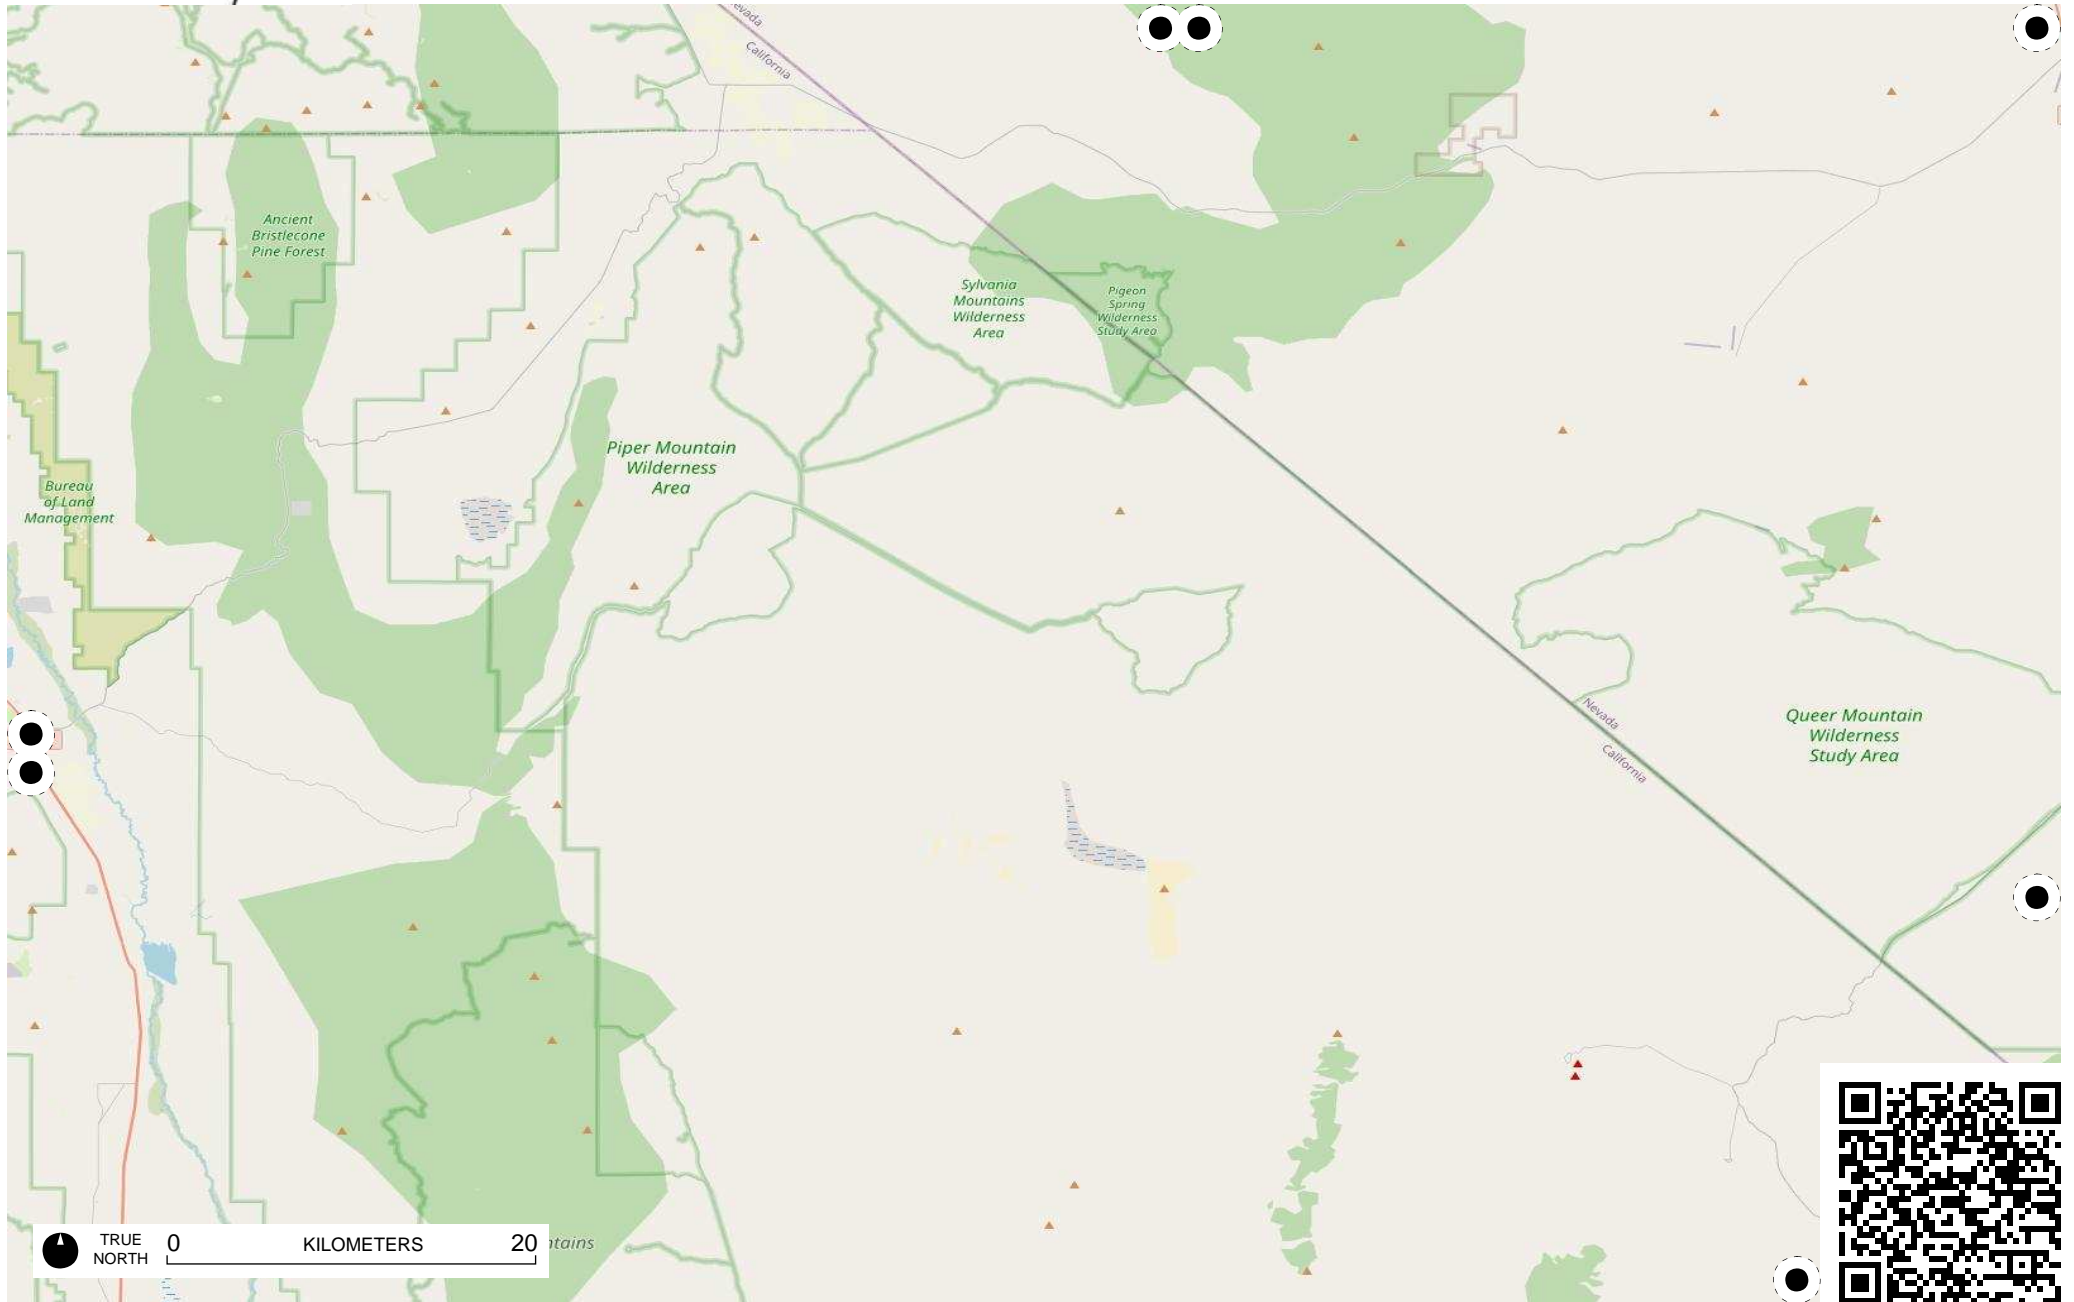 Nevada
California
Ancient
Bristlecone
Pine Forest
Sylvania
Mountains
Wilderness
Area
Pigeon
Spring
Wilderness
Study Area
Piper Mountain
Wilderness
Area
Bureau
of Land
Management
Queer Mountain
Wilderness
Study Area
Nevada
California
TRUE
NORTH
0
KILOMETERS
20
ntains